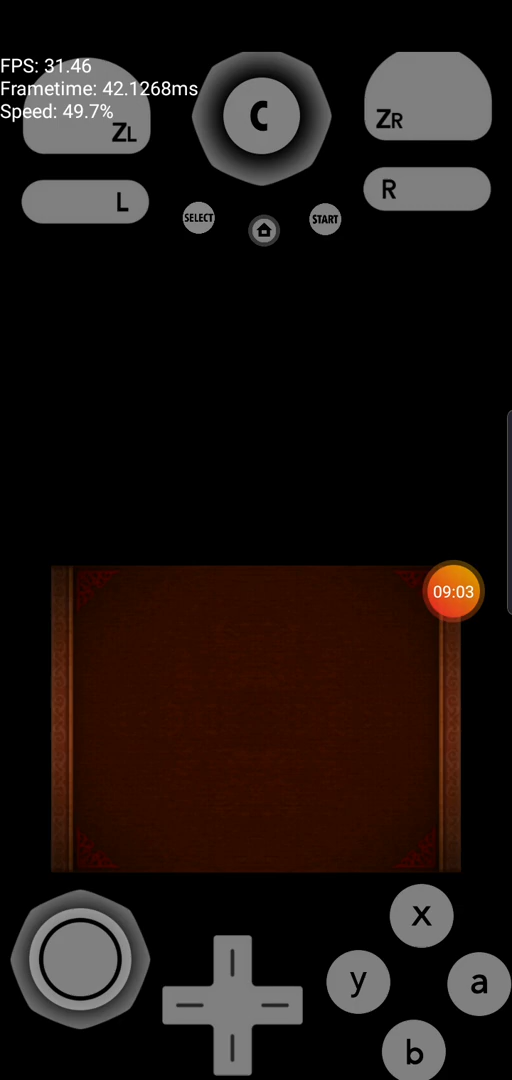 FPS: 31.46
Frametime: 42.1268ms
Speed: 49.7%
ZL
C
ZR
L
R
SELECT
START
09:03
x
y
a
b